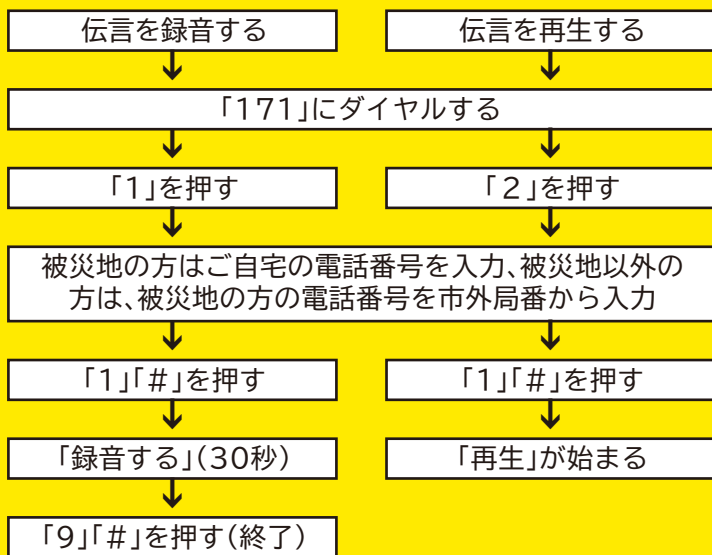 伝言を録音する
伝言を再生する
「171」にダイヤルする
「1」を押す
「2」を押す
被災地の方はご自宅の電話番号を入力、被災地以外の
方は、被災地の方の電話番号を市外局番から入力
「1」「#」を押す
「1」「#」を押す
「録音する」(30秒)
「再生」が始まる
「9」「#」を押す(終了)